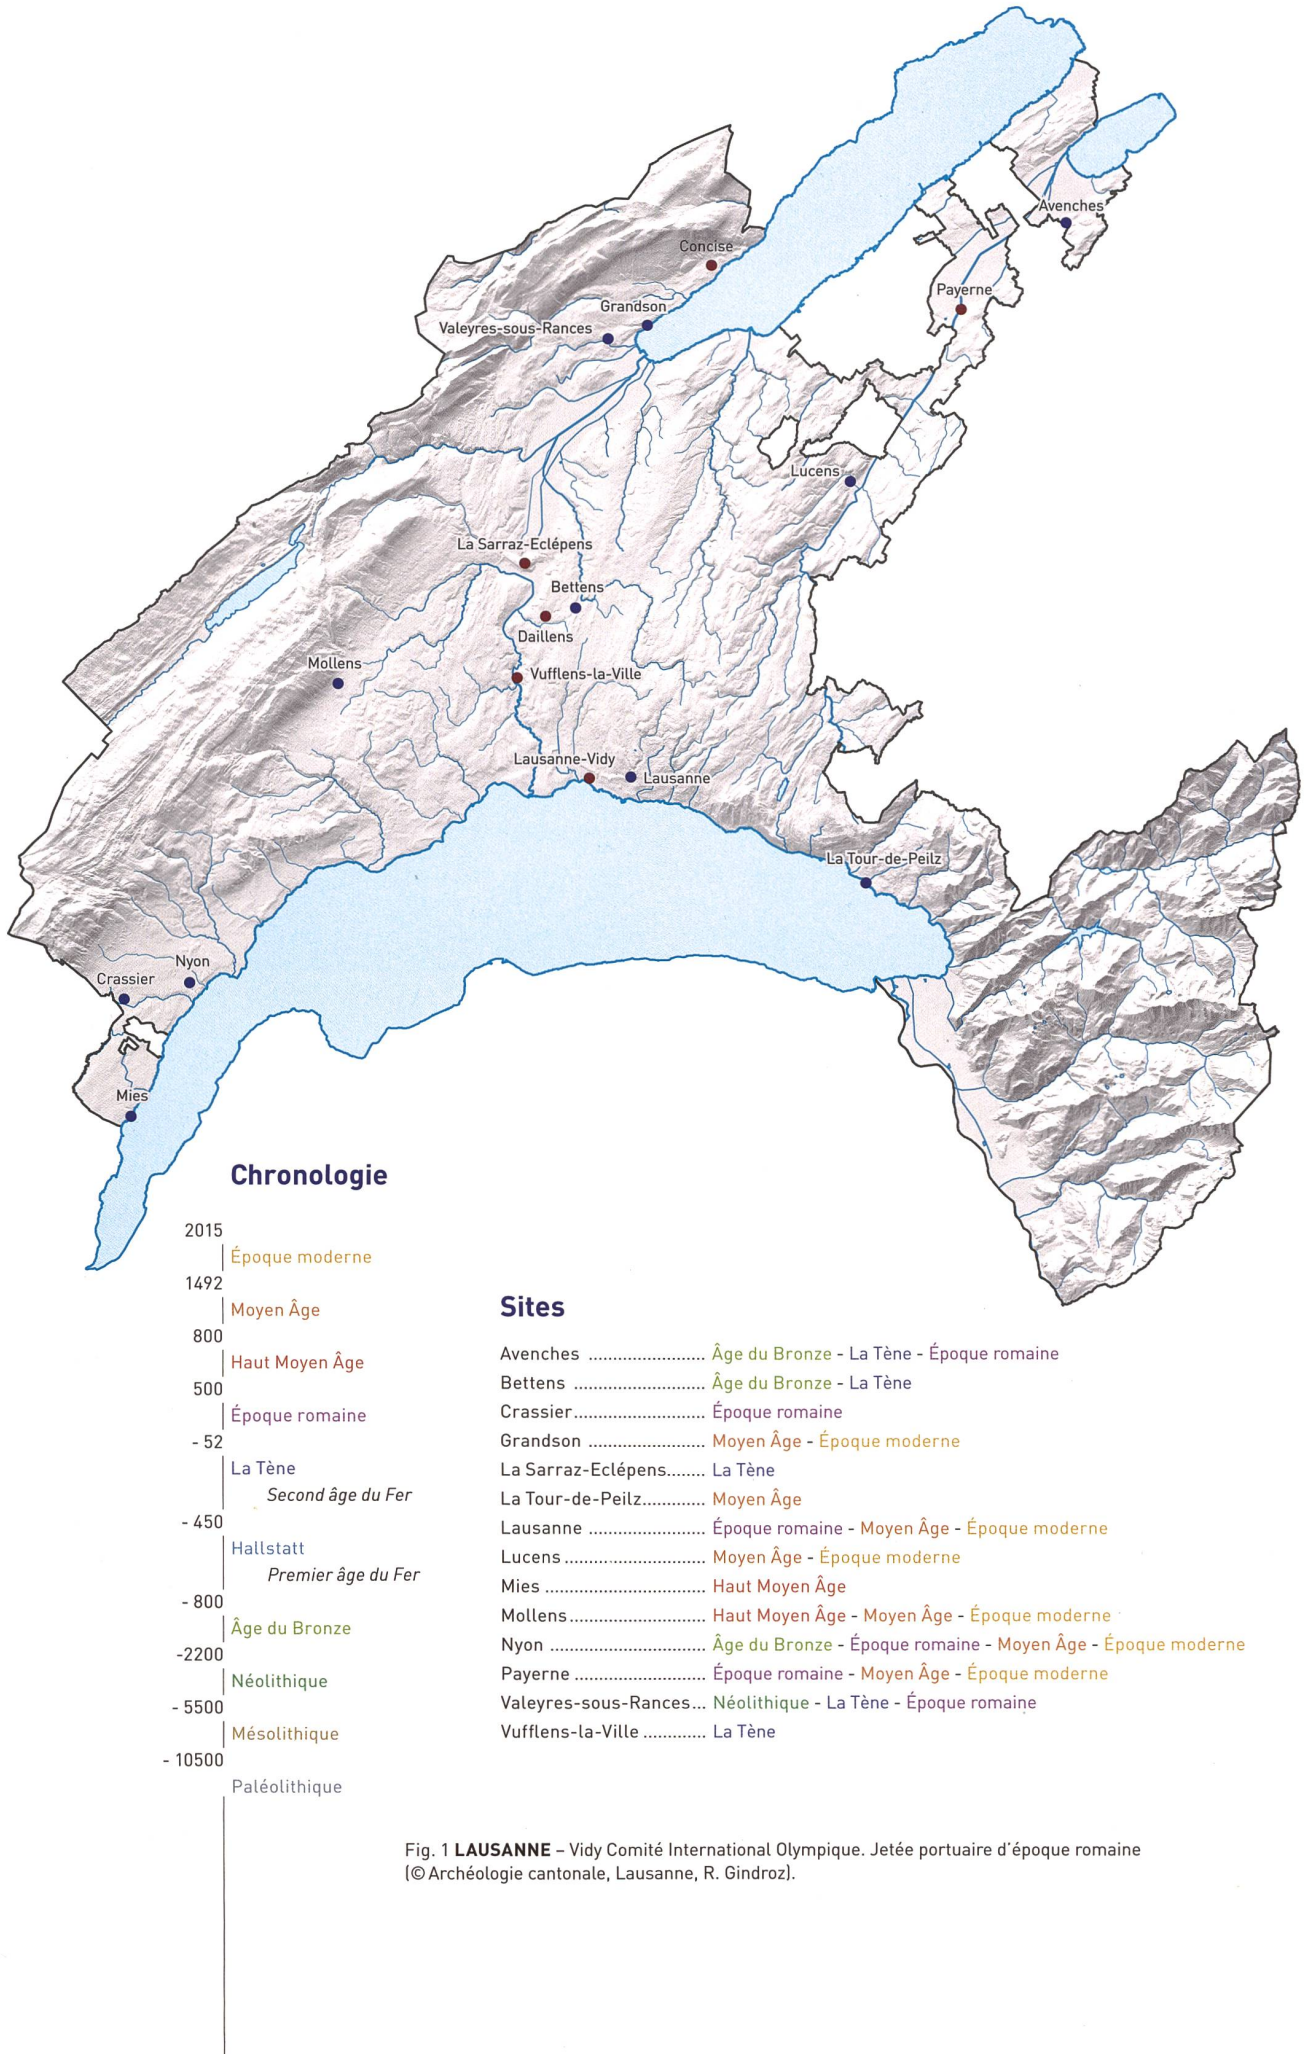 Avenches
Concise
Payerne
Grandson
Valeyres-sous-Rances
Lucens
La Sarraz-Eclépens
Bettens
Daillens
Mollens
Vufflens-la-Ville
Lausanne-Vidy
Lausanne
La Tour-de-Peilz
Nyon
Crassier
Mies
Chronologie
2015
Époque moderne
1492
Moyen Âge
800
Haut Moyen Âge
500
Époque romaine
- 52
La Tène
Second âge du Fer
- 450
Hallstatt
Premier âge du Fer
- 800
Âge du Bronze
-2200
Néolithique
- 5500
Mésolithique
- 10500
Paléolithique
Sites
Avenches ........................ Âge du Bronze - La Tène - Époque romaine
Bettens ........................... Âge du Bronze - La Tène
Crassier........................... Époque romaine
Grandson ........................ Moyen Âge - Époque moderne
La Sarraz-Eclépens........ La Tène
La Tour-de-Peilz............. Moyen Âge
Lausanne ........................ Époque romaine - Moyen Âge - Époque moderne
Lucens ............................. Moyen Âge - Époque moderne
Mies ................................. Haut Moyen Âge
Mollens............................ Haut Moyen Âge - Moyen Âge - Époque moderne
Nyon ................................ Âge du Bronze - Époque romaine - Moyen Âge - Époque moderne
Payerne ........................... Époque romaine - Moyen Âge - Époque moderne
Valeyres-sous-Rances... Néolithique - La Tène - Époque romaine
Vufflens-la-Ville ............. La Tène
Fig. 1 LAUSANNE – Vidy Comité International Olympique. Jetée portuaire d'époque romaine
(© Archéologie cantonale, Lausanne, R. Gindroz).